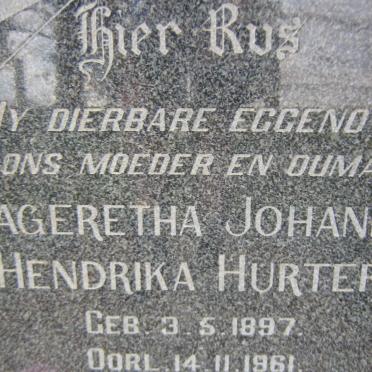 Hier Rus
MY DIERBARE EGGENO
ONS MOEDER EN OUMA
AGERETHA JOHAN
HENDRIKA HURTER
GEB. 3.5.1897.
OORL. 14.11.1961.